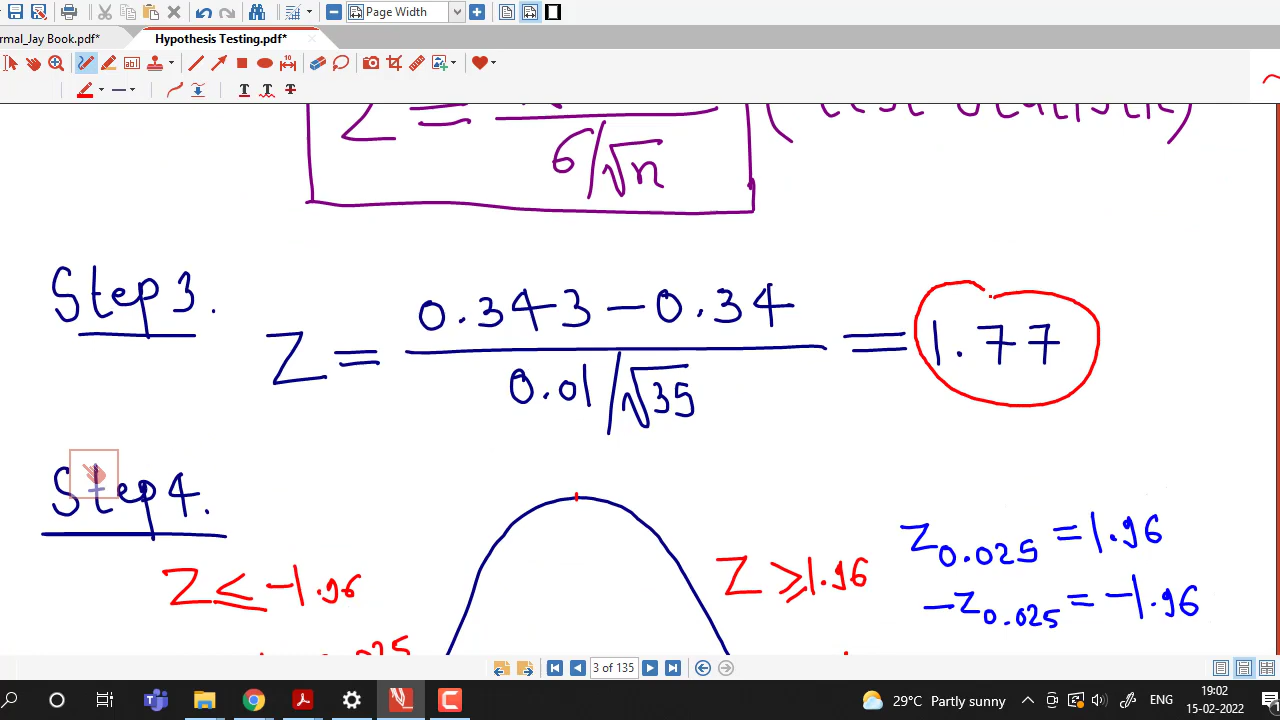 Page Width
rmal_Jay Book.pdf*
Hypothesis Testing.pdf*
Z =
σ/√n
Step 3.
Z = 0.343 - 0.34 / 0.01/√35 = 1.77
Step 4.
Z ≤ -1.96
Z ≥ 1.96
Z0.025 = 1.96
-Z0.025 = -1.96
3 of 135
29°C Partly sunny
ENG
19:02
15-02-2022